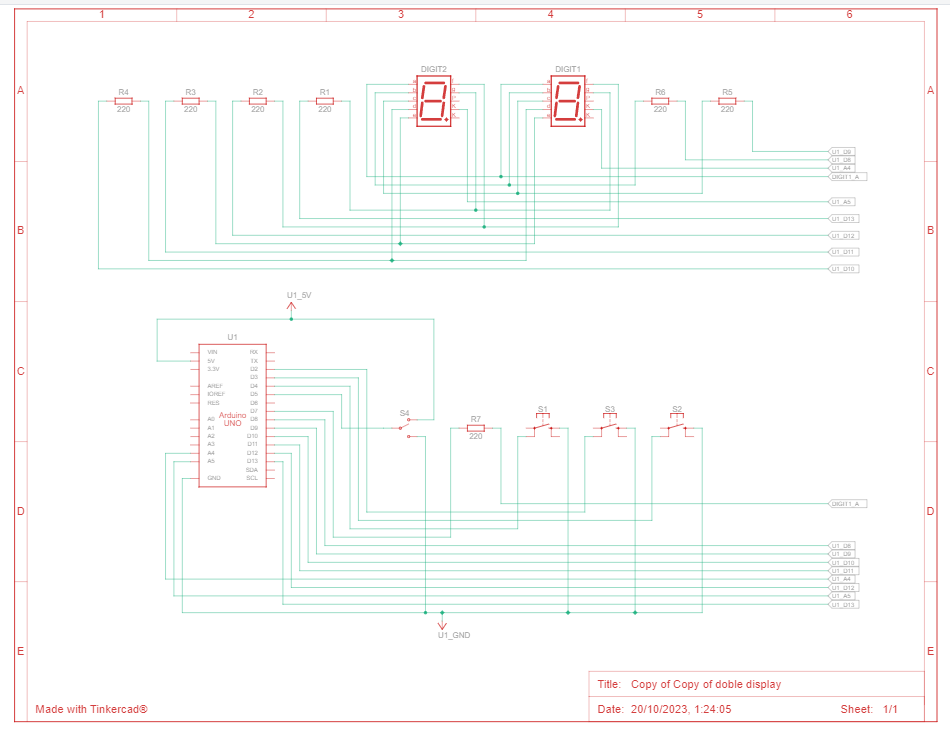 1 2 3 4 5 6
A A
B B
C C
D D
E E
R4
220
R3
220
R2
220
R1
220
DIGIT2
DIGIT1
R6
220
R5
220
U1_D9
U1_D8
U1_A4
DIGIT1_A
U1_A5
U1_D13
U1_D12
U1_D11
U1_D10
U1_5V
U1
VIN RX
5V TX
3.3V D2
D3
AREF D4
IOREF D5
RES D6
D7
A0 D8
A1 D9
A2 D10
A3 D11
A4 D12
A5 D13
SDA
GND SCL
Arduino
UNO
S4
R7
220
S1
S3
S2
DIGIT1_A
U1_D8
U1_D9
U1_D10
U1_D11
U1_A4
U1_D12
U1_A5
U1_D13
U1_GND
Title: Copy of Copy of doble display
Made with Tinkercad®
Date: 20/10/2023, 1:24:05 Sheet: 1/1